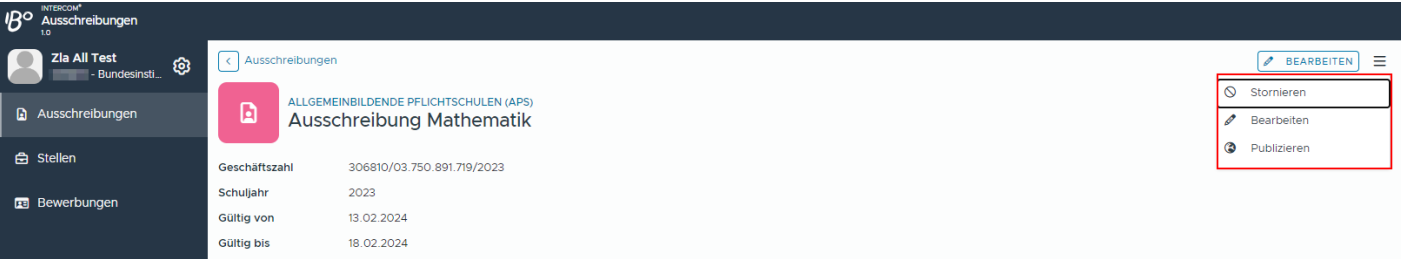 INTERCOM®
Ausschreibungen
1.0
Zla All Test
- Bundesinsti...
Ausschreibungen
Stellen
Bewerbungen
Ausschreibungen
BEARBEITEN
Stornieren
Bearbeiten
Publizieren
ALLGEMEINBILDENDE PFLICHTSCHULEN (APS)
Ausschreibung Mathematik
Geschäftszahl 306810/03.750.891.719/2023
Schuljahr 2023
Gültig von 13.02.2024
Gültig bis 18.02.2024